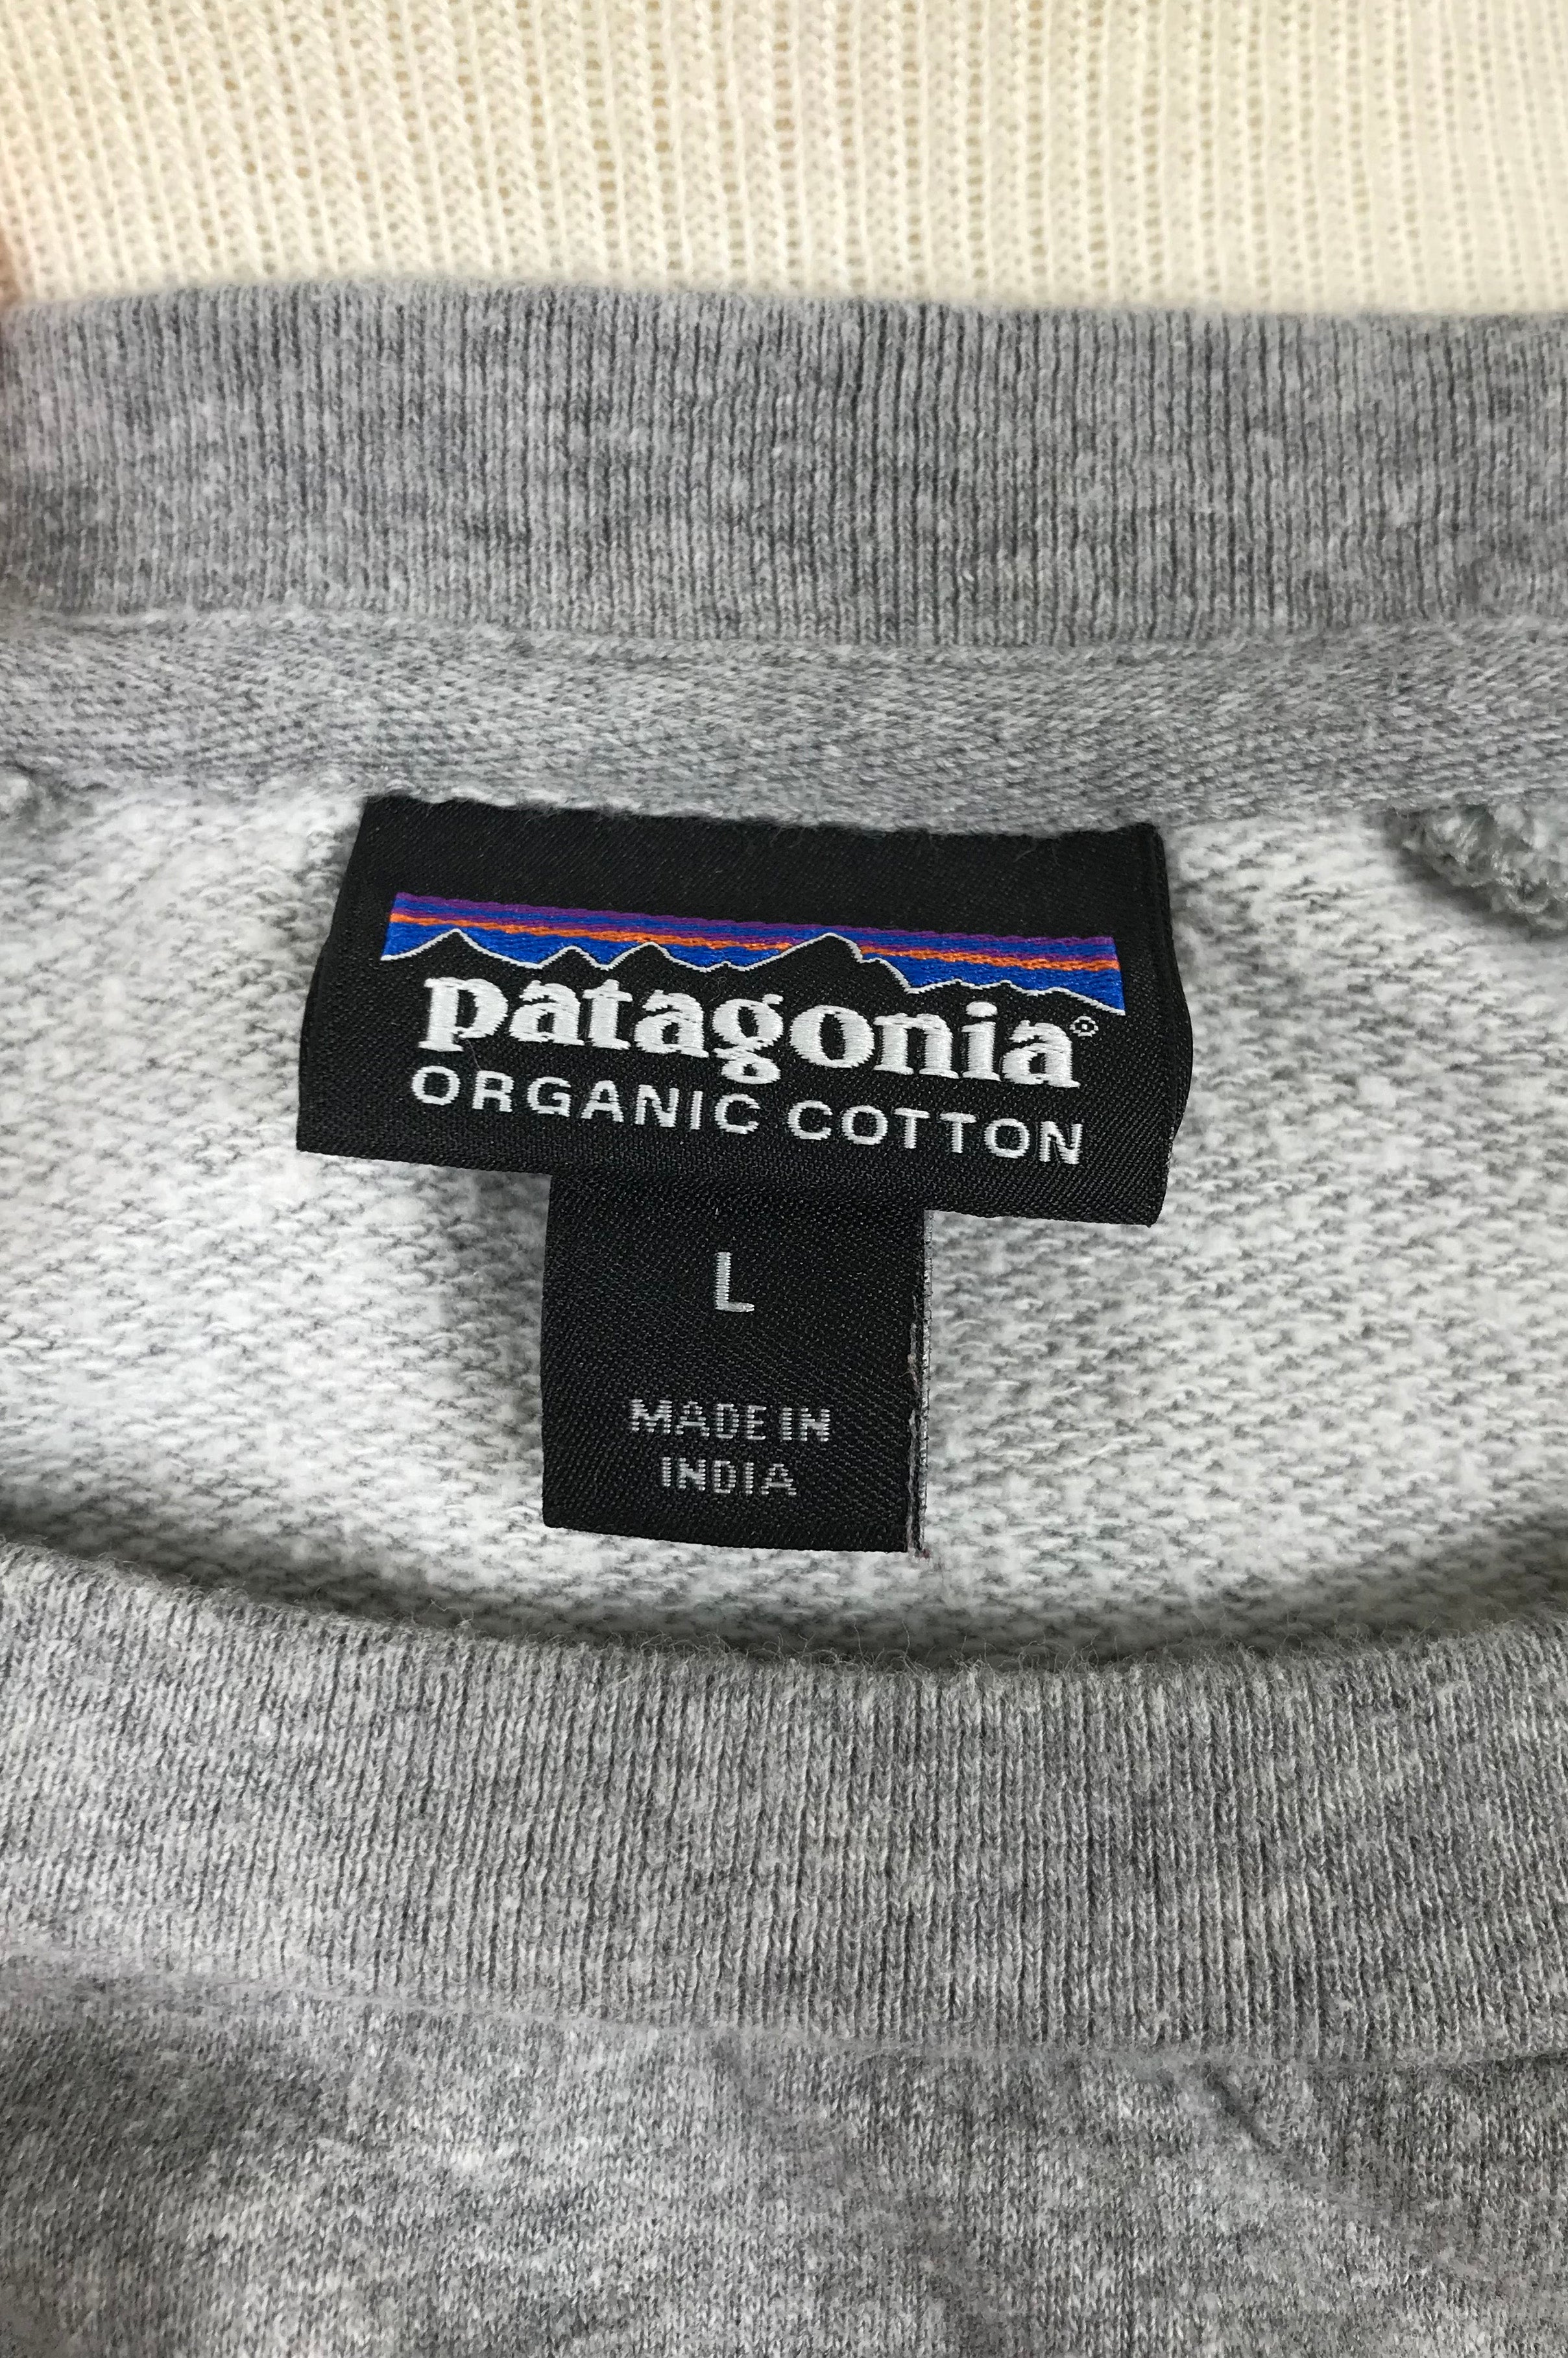 patagonia®
ORGANIC COTTON
L
MADE IN
INDIA